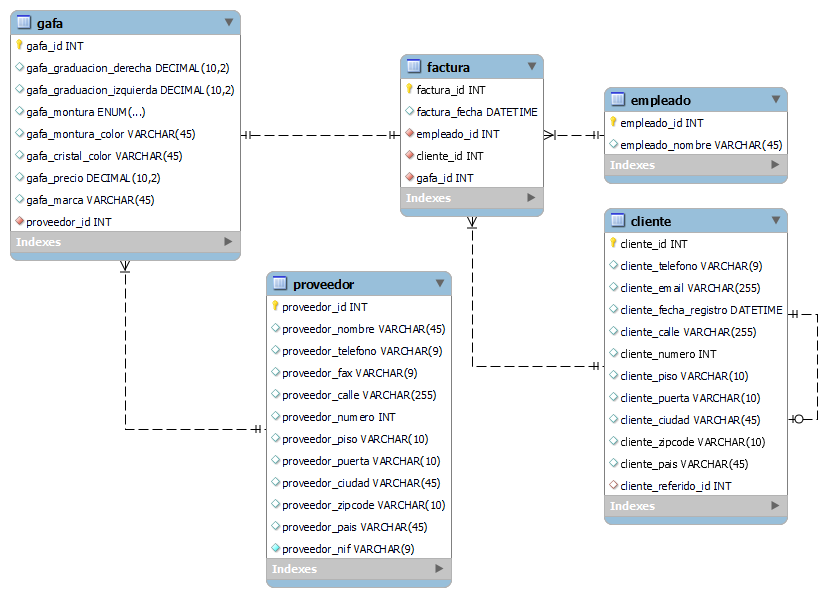 gafa
gafa_id INT
gafa_graduacion_derecha DECIMAL(10,2)
gafa_graduacion_izquierda DECIMAL(10,2)
gafa_montura ENUM(...)
gafa_montura_color VARCHAR(45)
gafa_cristal_color VARCHAR(45)
gafa_precio DECIMAL(10,2)
gafa_marca VARCHAR(45)
proveedor_id INT
Indexes
factura
factura_id INT
factura_fecha DATETIME
empleado_id INT
cliente_id INT
gafa_id INT
Indexes
empleado
empleado_id INT
empleado_nombre VARCHAR(45)
Indexes
proveedor
proveedor_id INT
proveedor_nombre VARCHAR(45)
proveedor_telefono VARCHAR(9)
proveedor_fax VARCHAR(9)
proveedor_calle VARCHAR(255)
proveedor_numero INT
proveedor_piso VARCHAR(10)
proveedor_puerta VARCHAR(10)
proveedor_ciudad VARCHAR(45)
proveedor_zipcode VARCHAR(10)
proveedor_pais VARCHAR(45)
proveedor_nif VARCHAR(9)
Indexes
cliente
cliente_id INT
cliente_telefono VARCHAR(9)
cliente_email VARCHAR(255)
cliente_fecha_registro DATETIME
cliente_calle VARCHAR(255)
cliente_numero INT
cliente_piso VARCHAR(10)
cliente_puerta VARCHAR(10)
cliente_ciudad VARCHAR(45)
cliente_zipcode VARCHAR(10)
cliente_pais VARCHAR(45)
cliente_referido_id INT
Indexes